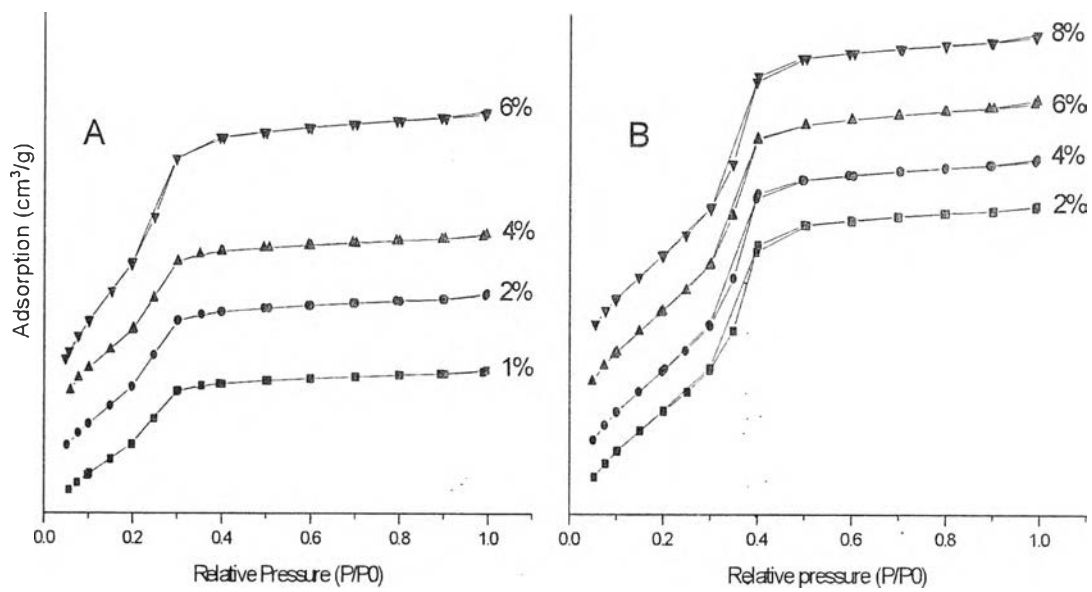 Adsorption (cm³/g)
A
6%
4%
2%
1%
0.0 0.2 0.4 0.6 0.8 1.0
Relative Pressure (P/P0)
B
8%
6%
4%
2%
0.0 0.2 0.4 0.6 0.8 1.0
Relative pressure (P/P0)